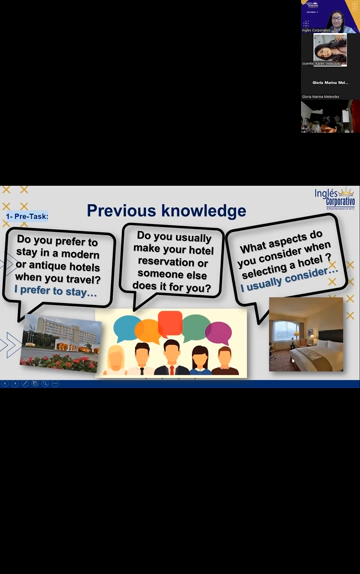 Gloria Marina Mel...
Gloria Marina Melendez
Inglés
Corporativo
1- Pre-Task:
Previous knowledge
Do you prefer to
stay in a modern
or antique hotels
when you travel?
I prefer to stay…
Do you usually
make your hotel
reservation or
someone else
does it for you?
What aspects do
you consider when
selecting a hotel ?
I usually consider…